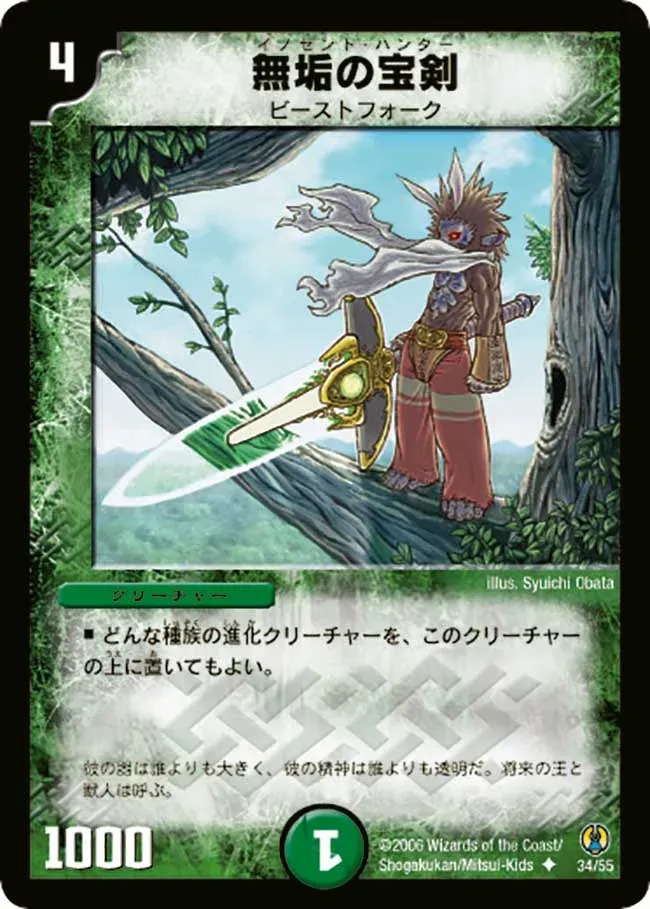 4
イノセント・ハンター
無垢の宝剣
ビーストフォーク
illus. Syuichi Obata
クリーチャー
■ どんな種族の進化クリーチャーを、このクリーチャー
の上に置いてもよい。
彼の器は誰よりも大きく、彼の精神は誰よりも透明だ。将来の王と
獣人は呼ぶ。
1000
1
©2006 Wizards of the Coast/
Shogakukan/Mitsui-Kids
34/55